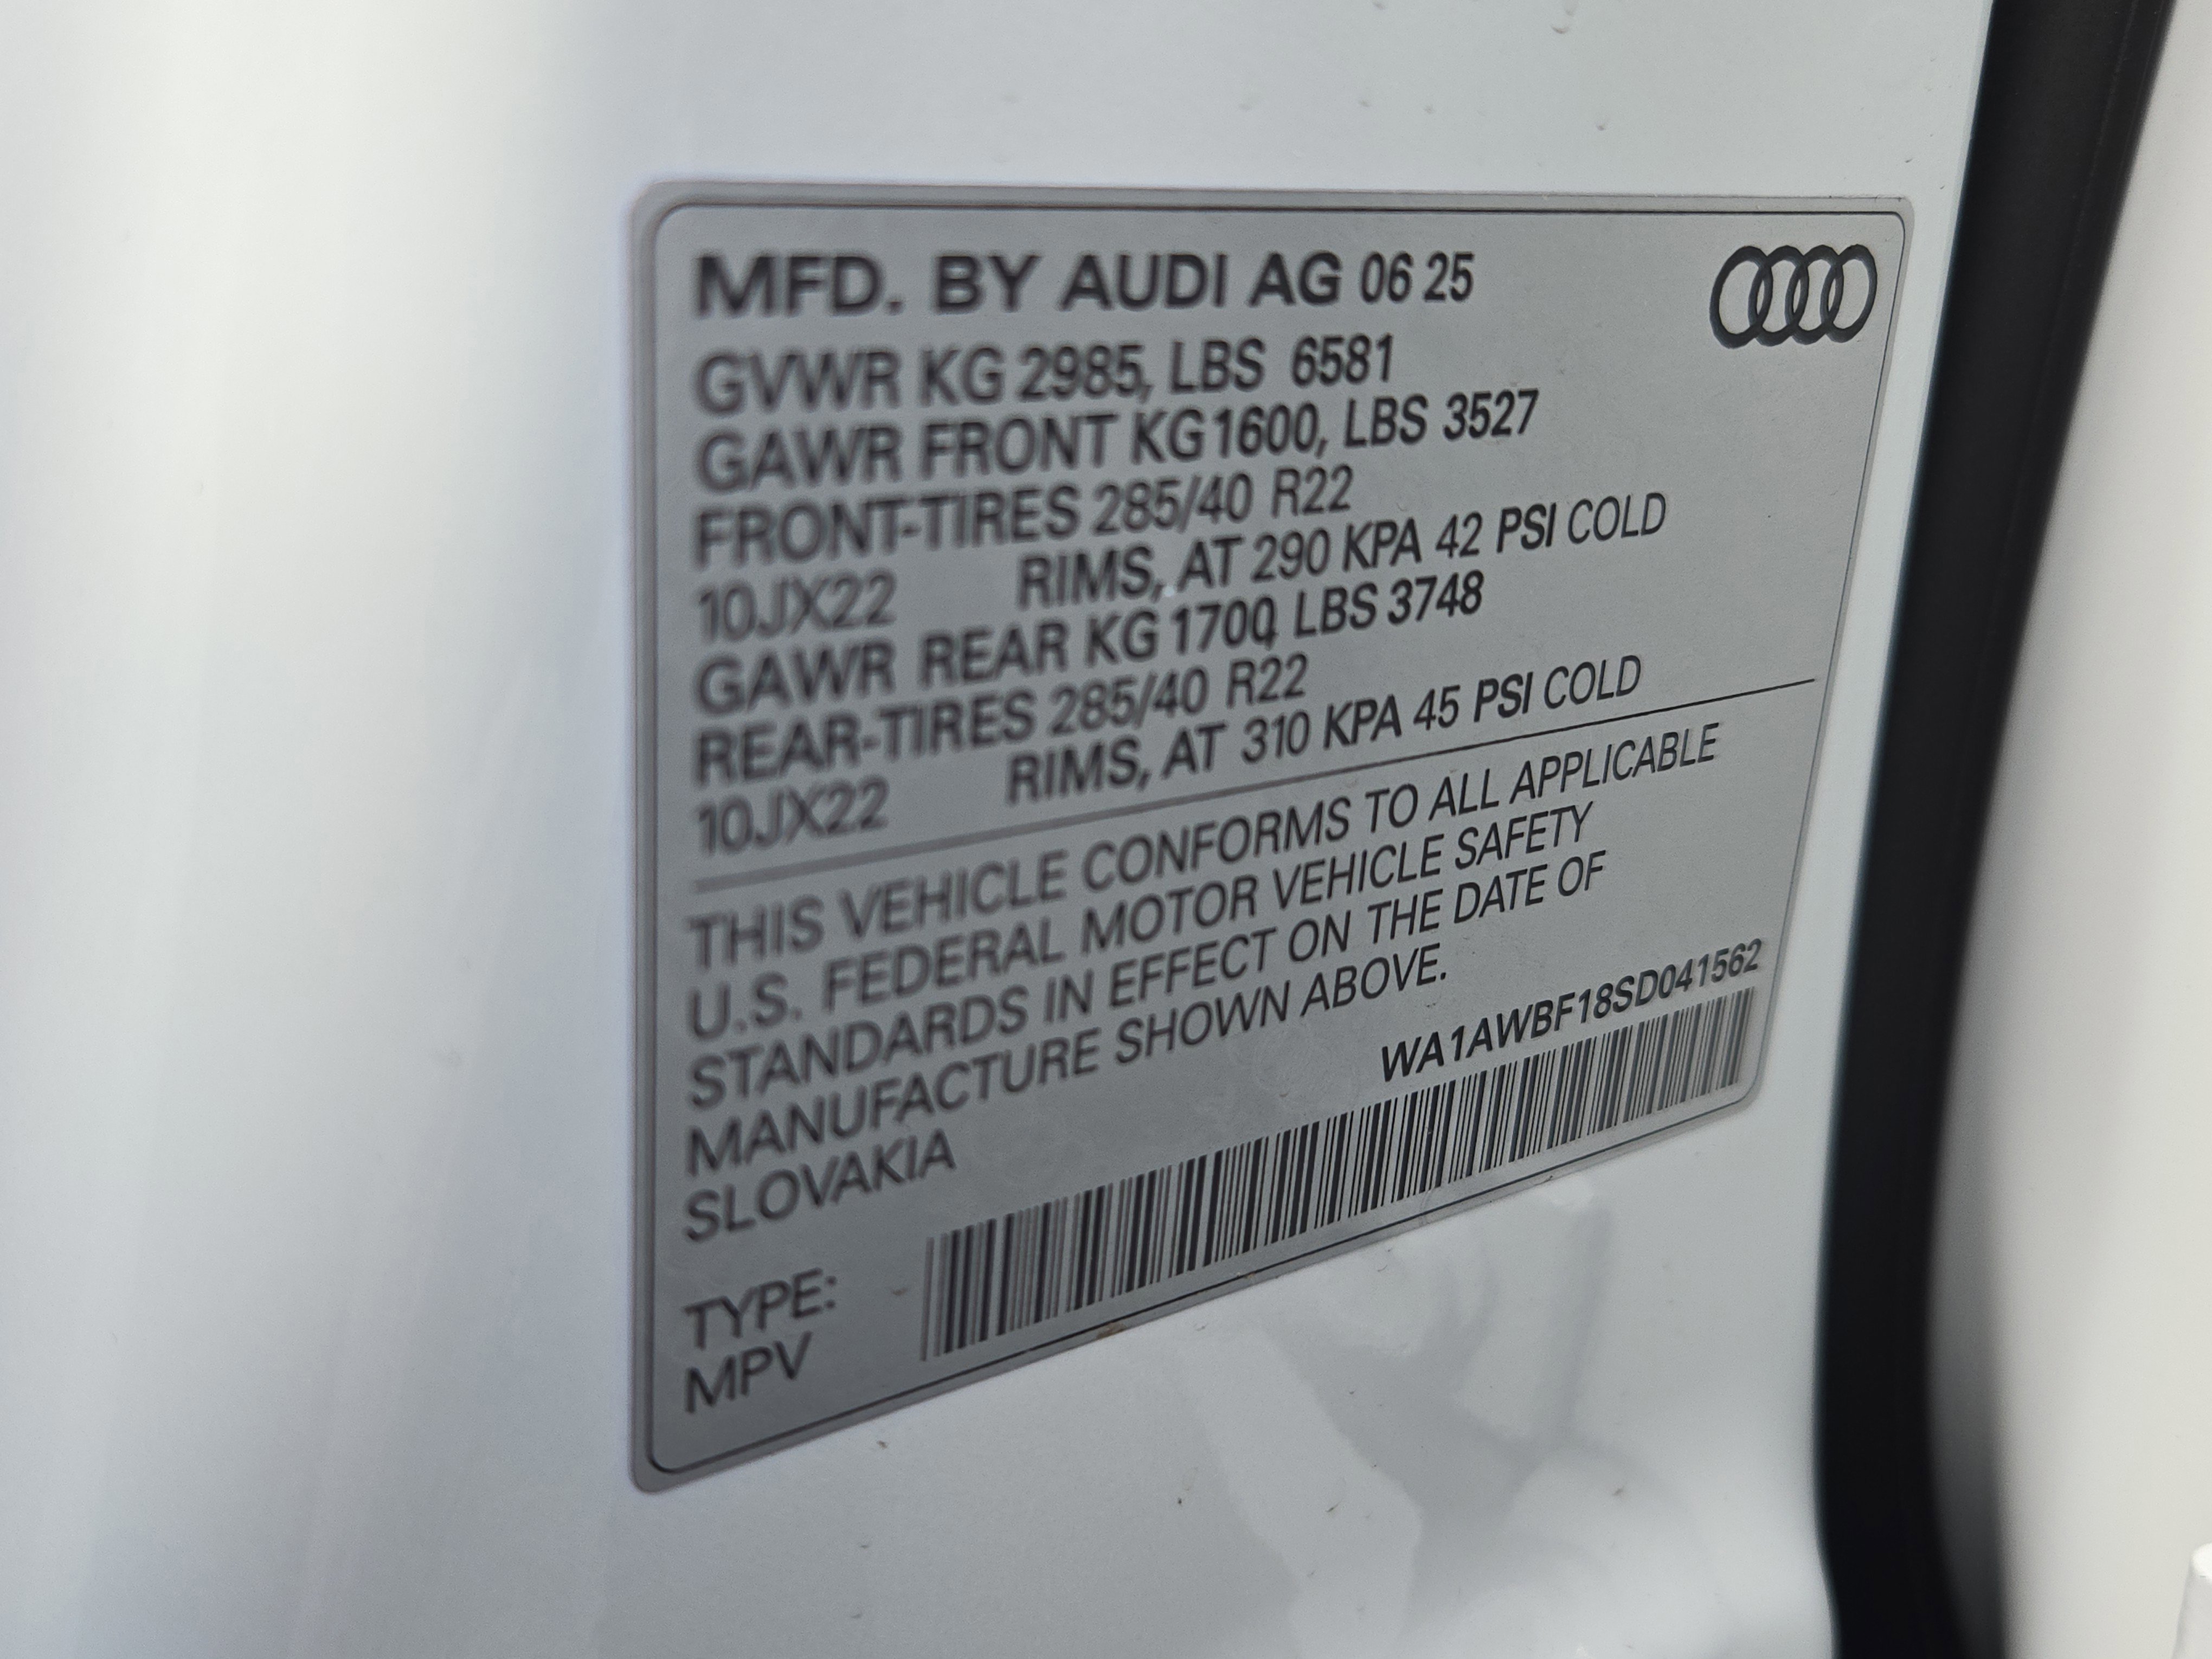 MFD. BY AUDI AG 06 25
GVWR KG 2985, LBS 6581
GAWR FRONT KG 1600, LBS 3527
FRONT-TIRES 285/40 R22
10JX22 RIMS, AT 290 KPA 42 PSI COLD
GAWR REAR KG 1700, LBS 3748
REAR-TIRES 285/40 R22
10JX22 RIMS, AT 310 KPA 45 PSI COLD
THIS VEHICLE CONFORMS TO ALL APPLICABLE
U.S. FEDERAL MOTOR VEHICLE SAFETY
STANDARDS IN EFFECT ON THE DATE OF
MANUFACTURE SHOWN ABOVE.
SLOVAKIA
WA1AWBF18SD041562
TYPE:
MPV